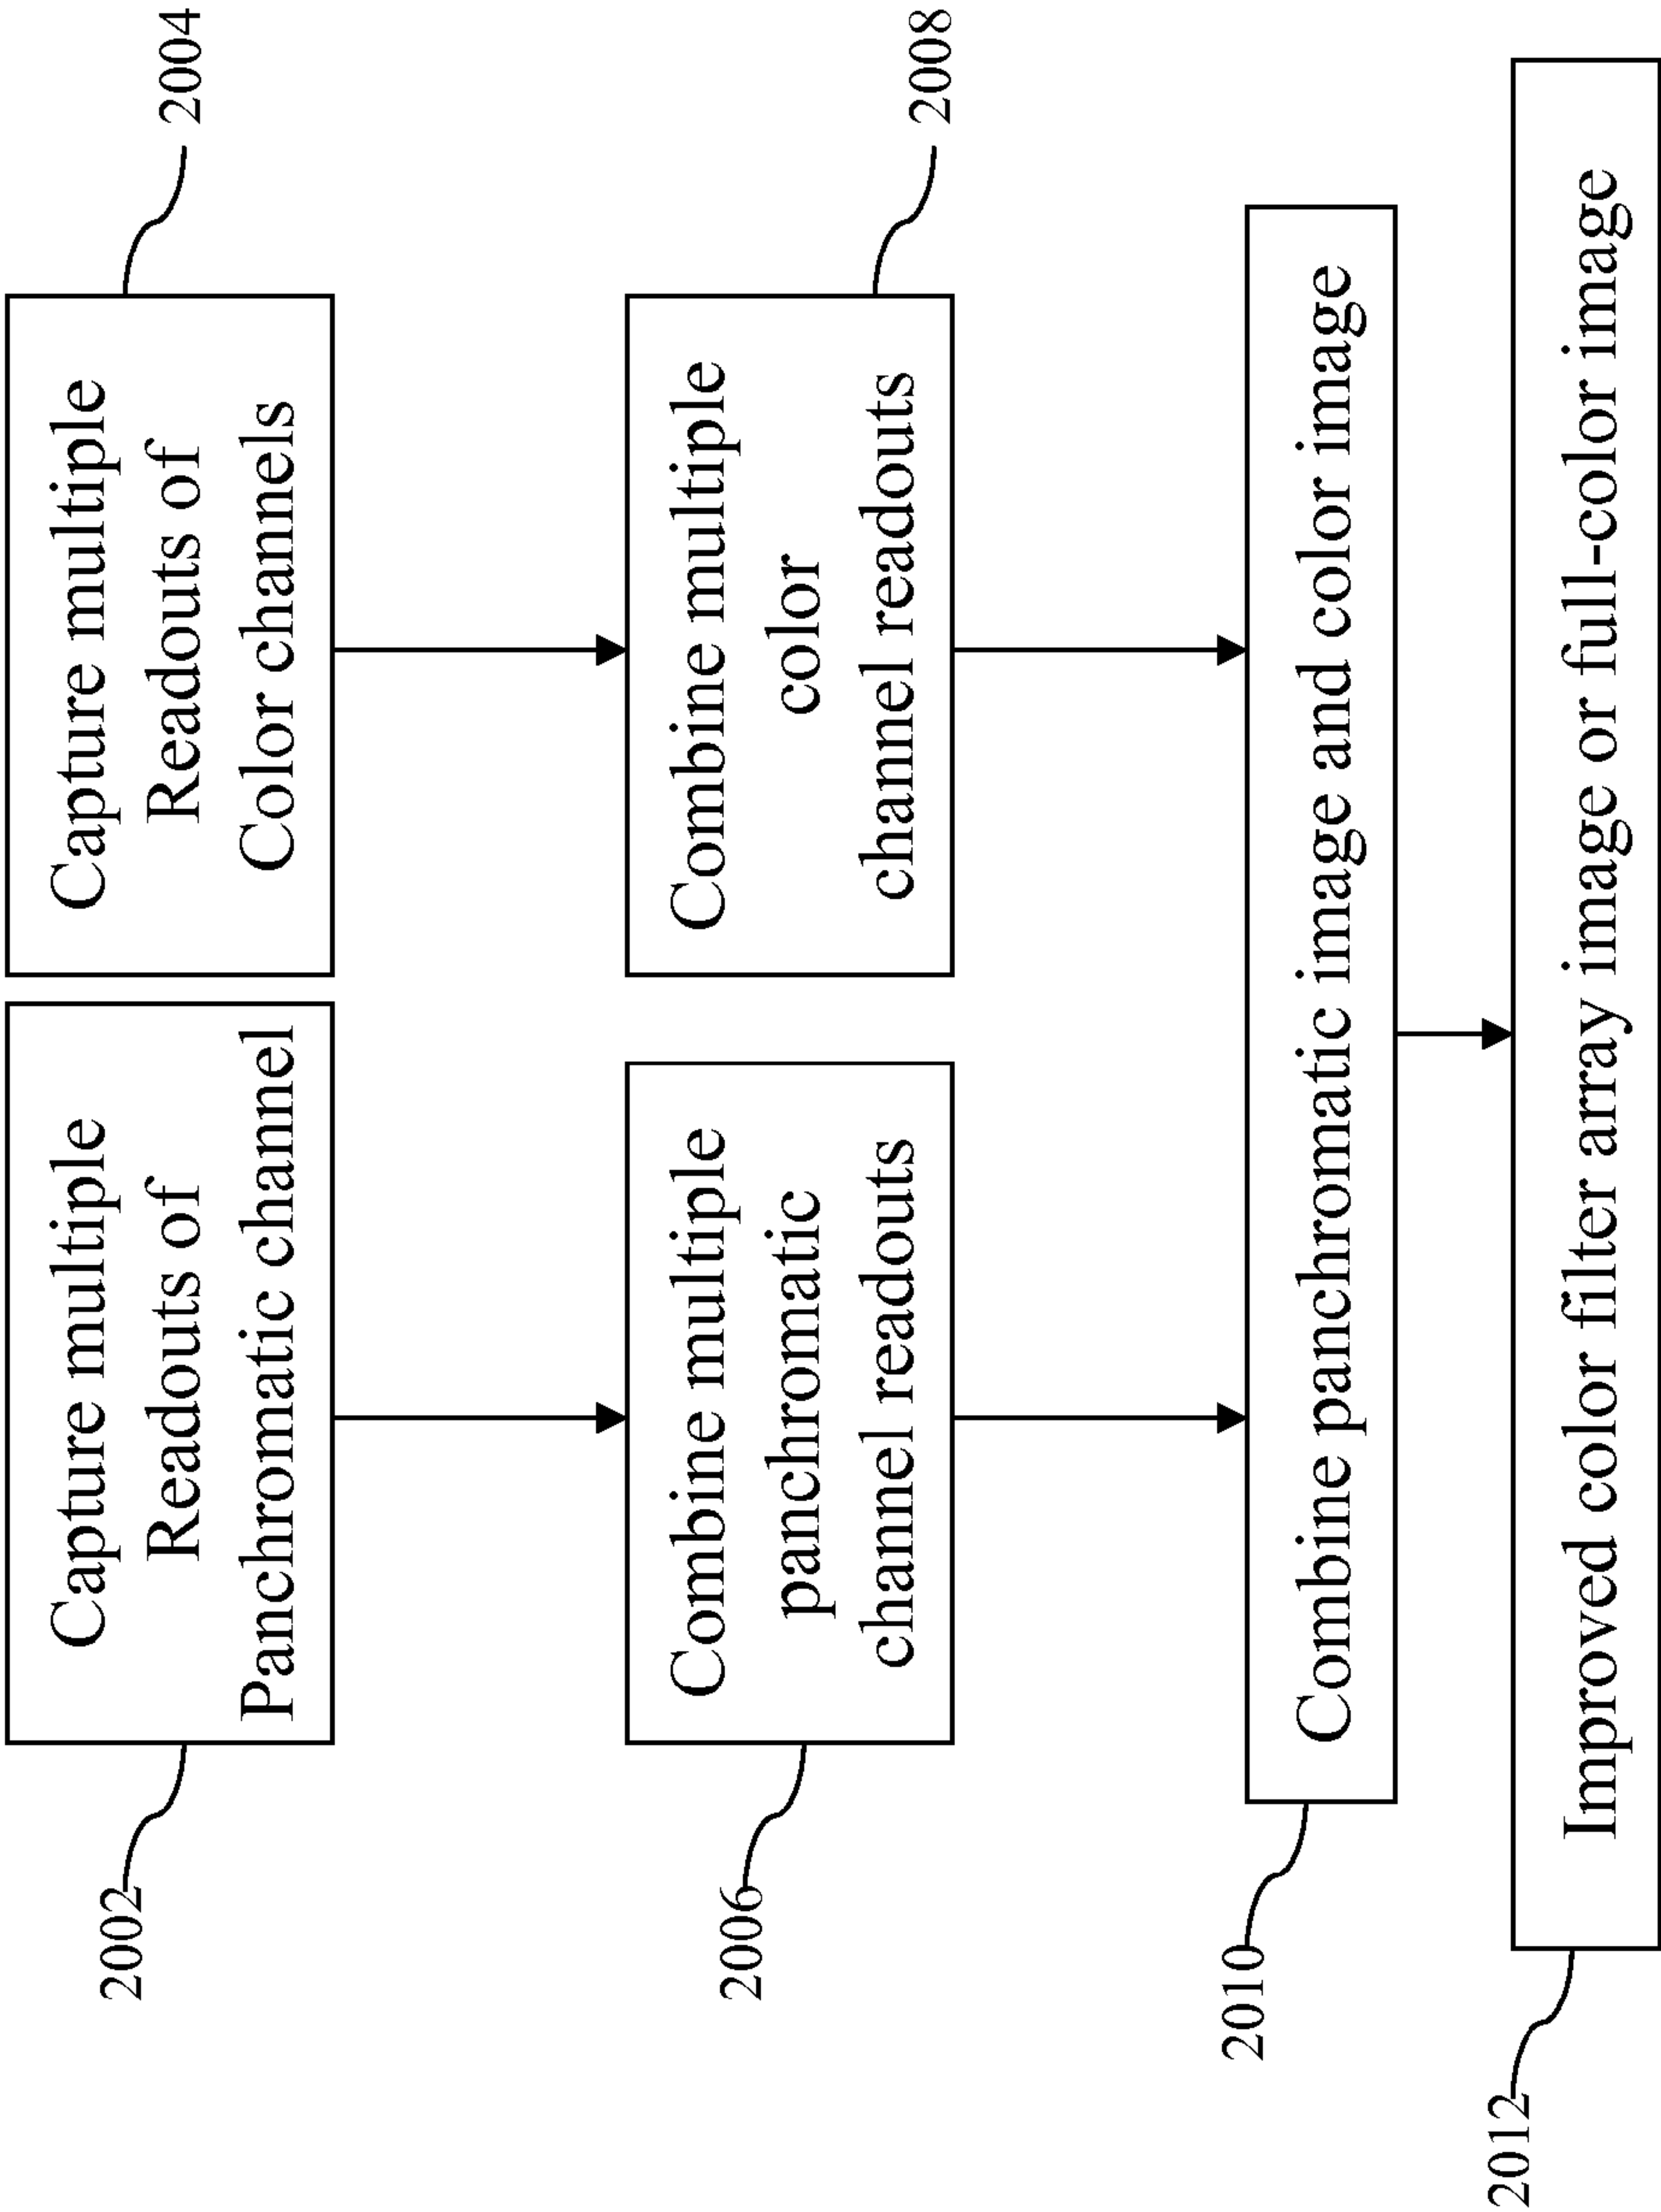 2002
Capture multiple
Readouts of
Panchromatic channel
Capture multiple
Readouts of
Color channels
2004
2006
Combine multiple
panchromatic
channel readouts
Combine multiple
color
channel readouts
2008
2010
Combine panchromatic image and color image
2012
Improved color filter array image or full-color image